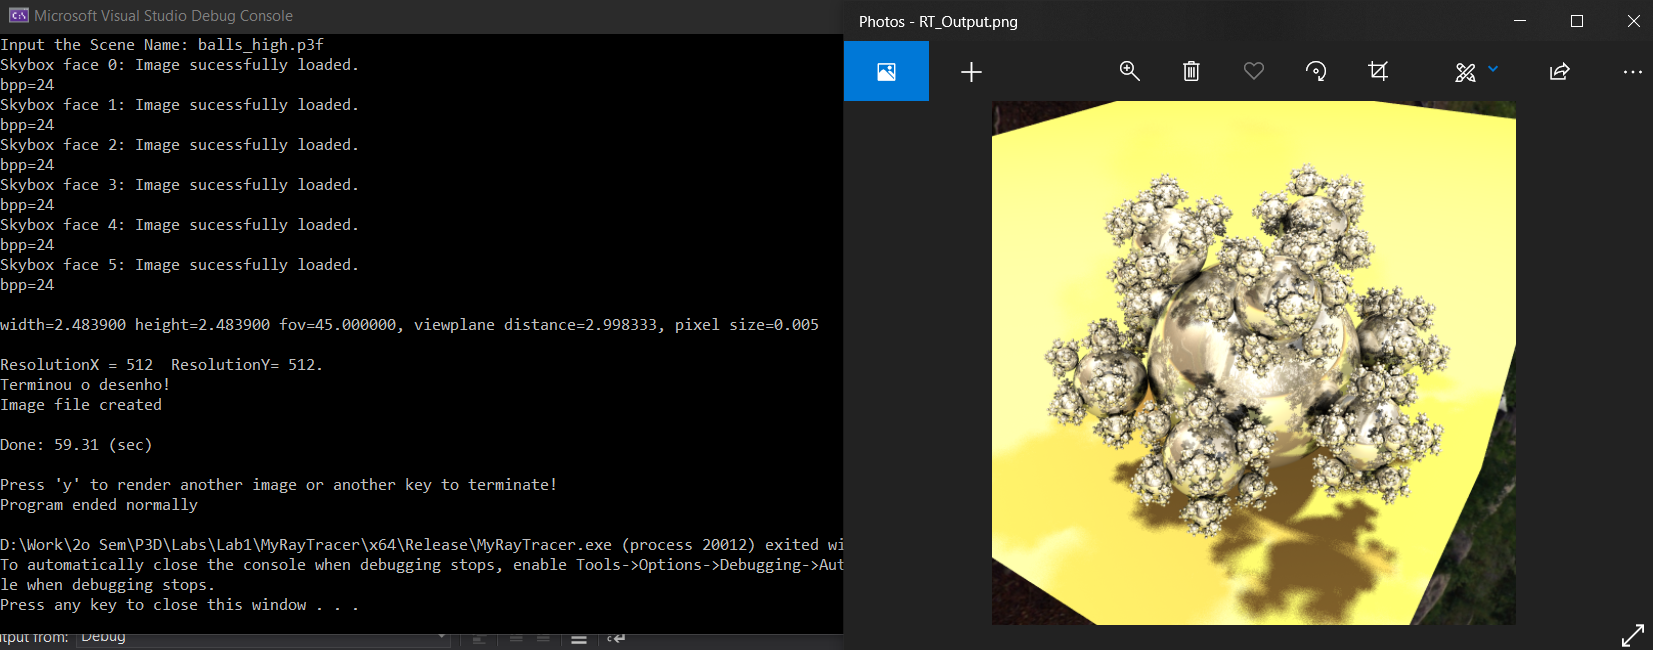 Microsoft Visual Studio Debug Console
Input the Scene Name: balls_high.p3f
Skybox face 0: Image sucessfully loaded.
bpp=24
Skybox face 1: Image sucessfully loaded.
bpp=24
Skybox face 2: Image sucessfully loaded.
bpp=24
Skybox face 3: Image sucessfully loaded.
bpp=24
Skybox face 4: Image sucessfully loaded.
bpp=24
Skybox face 5: Image sucessfully loaded.
bpp=24
width=2.483900 height=2.483900 fov=45.000000, viewplane distance=2.998333, pixel size=0.005
ResolutionX = 512  ResolutionY= 512.
Terminou o desenho!
Image file created
Done: 59.31 (sec)
Press 'y' to render another image or another key to terminate!
Program ended normally
D:\Work\2o Sem\P3D\Labs\Lab1\MyRayTracer\x64\Release\MyRayTracer.exe (process 20012) exited wi
To automatically close the console when debugging stops, enable Tools->Options->Debugging->Aut
le when debugging stops.
Press any key to close this window . . .
tput from: Debug
Photos - RT_Output.png